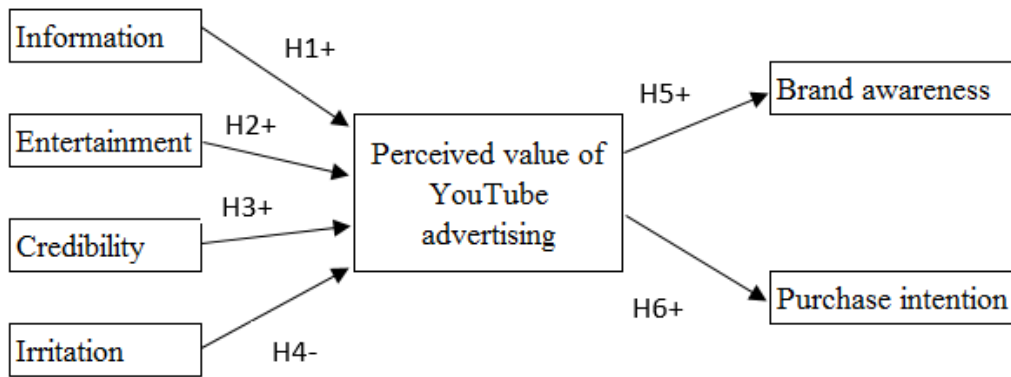 Information
H1+
Entertainment
H2+
Credibility
H3+
Irritation
H4-
Perceived value of
YouTube
advertising
H5+
Brand awareness
H6+
Purchase intention